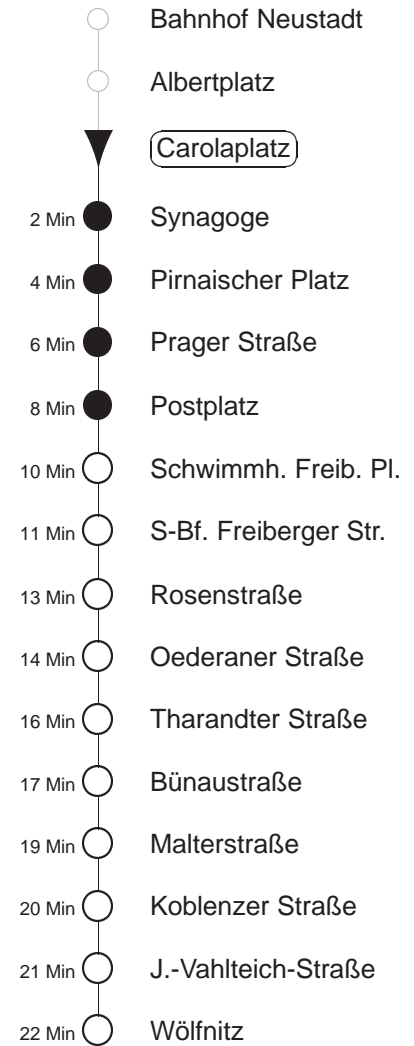 Bahnhof Neustadt
Albertplatz
Carolaplatz
2 Min Synagoge
4 Min Pirnaischer Platz
6 Min Prager Straße
8 Min Postplatz
10 Min Schwimmh. Freib. Pl.
11 Min S-Bf. Freiberger Str.
13 Min Rosenstraße
14 Min Oederaner Straße
16 Min Tharandter Straße
17 Min Bünaustraße
19 Min Malterstraße
20 Min Koblenzer Straße
21 Min J.-Vahlteich-Straße
22 Min Wölfnitz